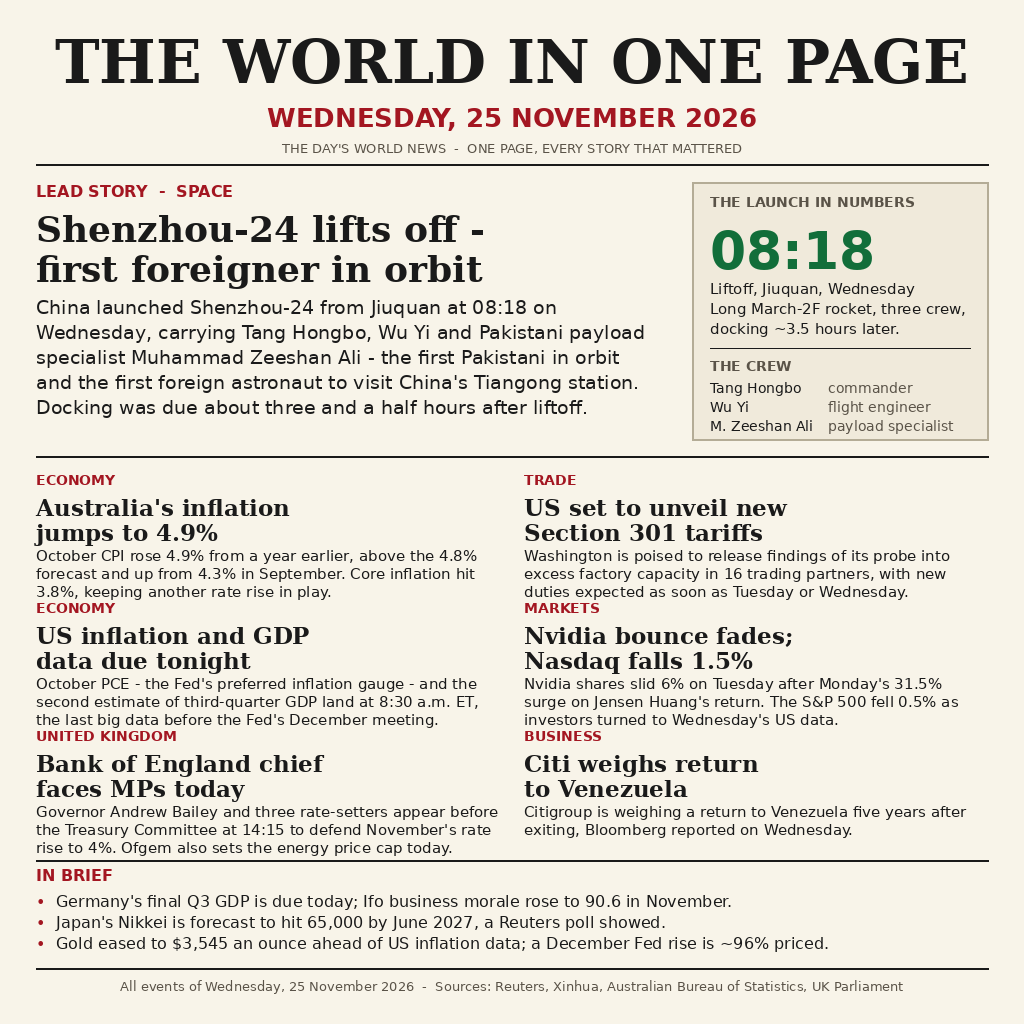 THE WORLD IN ONE PAGE
WEDNESDAY, 25 NOVEMBER 2026
THE DAY'S WORLD NEWS - ONE PAGE, EVERY STORY THAT MATTERED
LEAD STORY - SPACE
Shenzhou-24 lifts off -
first foreigner in orbit
China launched Shenzhou-24 from Jiuquan at 08:18 on
Wednesday, carrying Tang Hongbo, Wu Yi and Pakistani payload
specialist Muhammad Zeeshan Ali - the first Pakistani in orbit
and the first foreign astronaut to visit China's Tiangong station.
Docking was due about three and a half hours after liftoff.
THE LAUNCH IN NUMBERS
08:18
Liftoff, Jiuquan, Wednesday
Long March-2F rocket, three crew,
docking ~3.5 hours later.
THE CREW
Tang Hongbo commander
Wu Yi flight engineer
M. Zeeshan Ali payload specialist
ECONOMY
Australia's inflation
jumps to 4.9%
October CPI rose 4.9% from a year earlier, above the 4.8%
forecast and up from 4.3% in September. Core inflation hit
3.8%, keeping another rate rise in play.
ECONOMY
US inflation and GDP
data due tonight
October PCE - the Fed's preferred inflation gauge - and the
second estimate of third-quarter GDP land at 8:30 a.m. ET,
the last big data before the Fed's December meeting.
UNITED KINGDOM
Bank of England chief
faces MPs today
Governor Andrew Bailey and three rate-setters appear before
the Treasury Committee at 14:15 to defend November's rate
rise to 4%. Ofgem also sets the energy price cap today.
TRADE
US set to unveil new
Section 301 tariffs
Washington is poised to release findings of its probe into
excess factory capacity in 16 trading partners, with new
duties expected as soon as Tuesday or Wednesday.
MARKETS
Nvidia bounce fades;
Nasdaq falls 1.5%
Nvidia shares slid 6% on Tuesday after Monday's 31.5%
surge on Jensen Huang's return. The S&P 500 fell 0.5% as
investors turned to Wednesday's US data.
BUSINESS
Citi weighs return
to Venezuela
Citigroup is weighing a return to Venezuela five years after
exiting, Bloomberg reported on Wednesday.
IN BRIEF
• Germany's final Q3 GDP is due today; Ifo business morale rose to 90.6 in November.
• Japan's Nikkei is forecast to hit 65,000 by June 2027, a Reuters poll showed.
• Gold eased to $3,545 an ounce ahead of US inflation data; a December Fed rise is ~96% priced.
All events of Wednesday, 25 November 2026 - Sources: Reuters, Xinhua, Australian Bureau of Statistics, UK Parliament